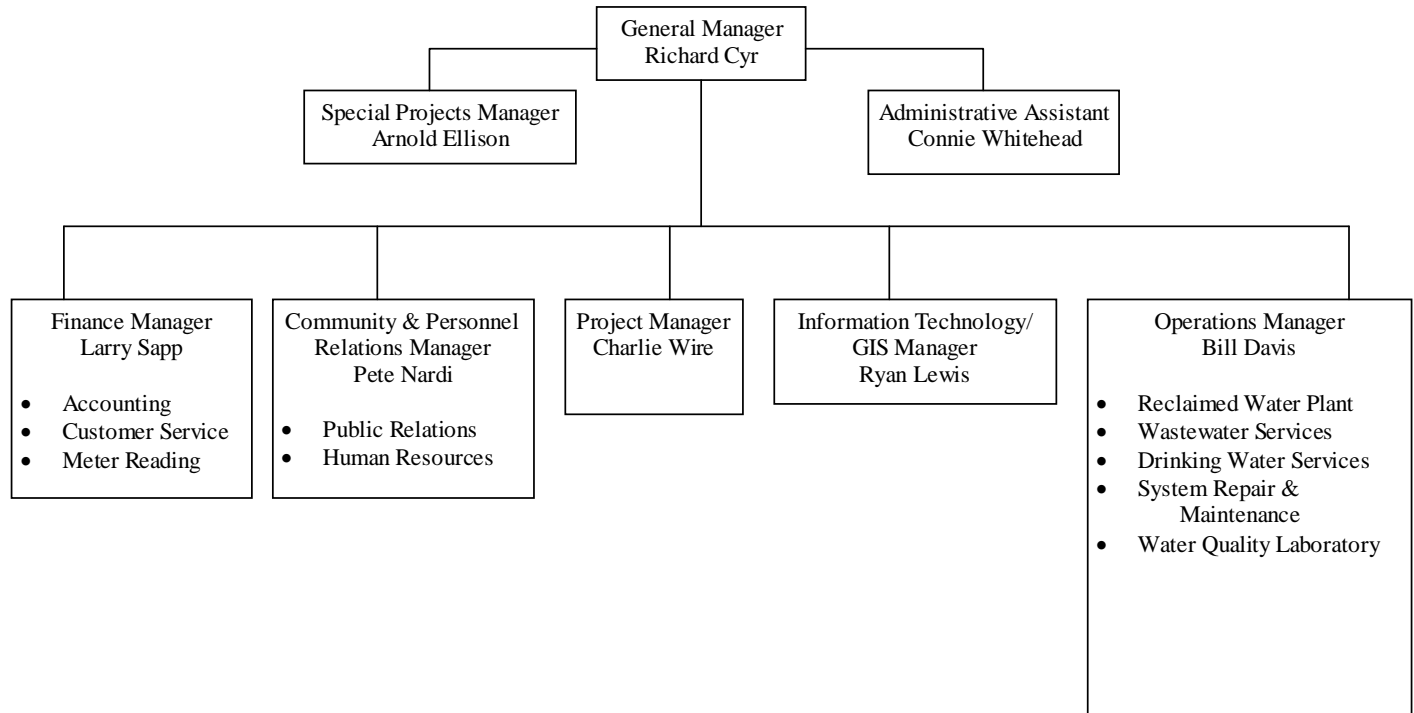 General Manager
Richard Cyr
Special Projects Manager
Arnold Ellison
Administrative Assistant
Connie Whitehead
Finance Manager
Larry Sapp
• Accounting
• Customer Service
• Meter Reading
Community & Personnel
Relations Manager
Pete Nardi
• Public Relations
• Human Resources
Project Manager
Charlie Wire
Information Technology/
GIS Manager
Ryan Lewis
Operations Manager
Bill Davis
• Reclaimed Water Plant
• Wastewater Services
• Drinking Water Services
• System Repair &
Maintenance
• Water Quality Laboratory